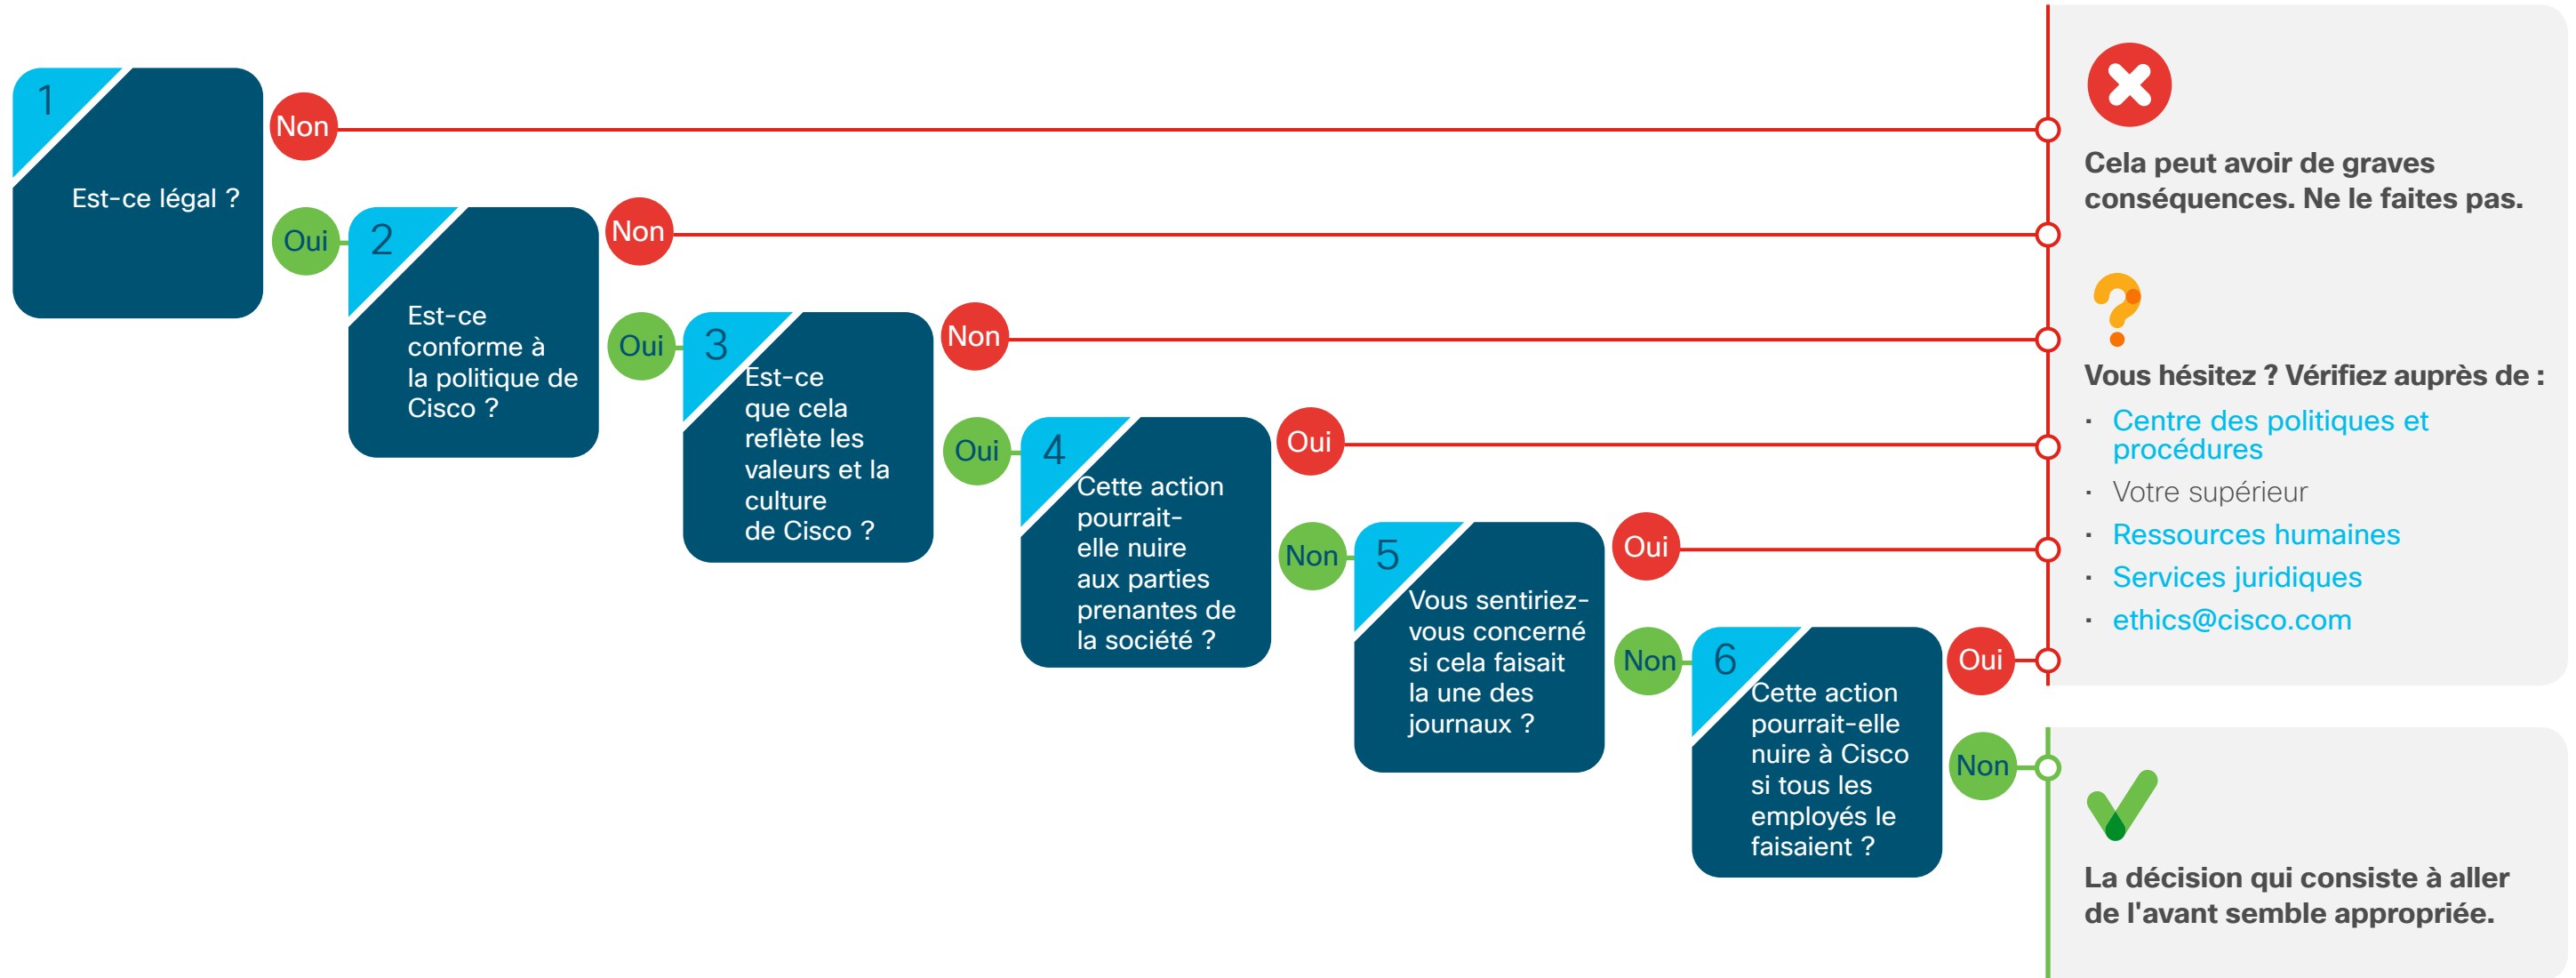 1
Est-ce légal ?
Non
Oui
2
Est-ce
conforme à
la politique de
Cisco ?
Non
Oui
3
Est-ce
que cela
reflète les
valeurs et la
culture
de Cisco ?
Non
Oui
4
Cette action
pourrait-
elle nuire
aux parties
prenantes de
la société ?
Oui
Non
5
Vous sentiriez-
vous concerné
si cela faisait
la une des
journaux ?
Oui
Non
6
Cette action
pourrait-elle
nuire à Cisco
si tous les
employés le
faisaient ?
Oui
Non
Cela peut avoir de graves
conséquences. Ne le faites pas.
Vous hésitez ? Vérifiez auprès de :
· Centre des politiques et
procédures
· Votre supérieur
· Ressources humaines
· Services juridiques
· ethics@cisco.com
La décision qui consiste à aller
de l'avant semble appropriée.